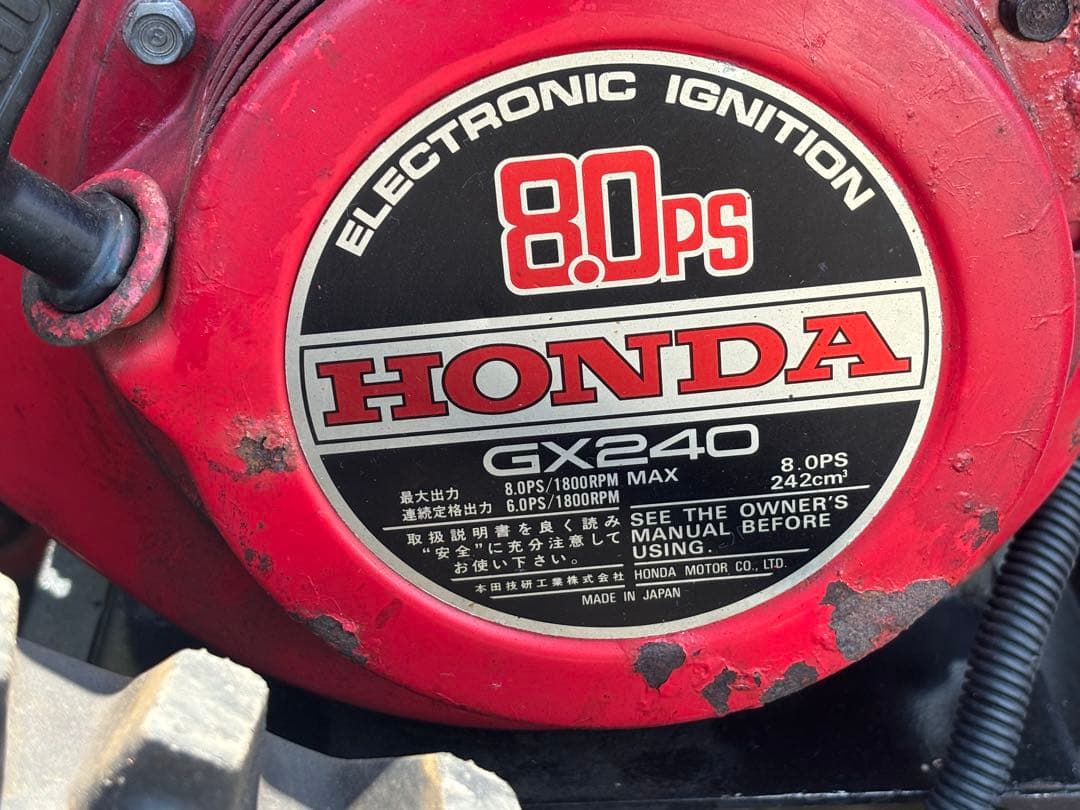 ELECTRONIC IGNITION
8.0PS
HONDA
GX240
最大出力 8.0PS/1800RPM
連続定格出力 6.0PS/1800RPM
MAX 8.0PS
242cm³
取扱説明書を良く読み
“安全”に充分注意して
お使い下さい。
本田技研工業株式会社
SEE THE OWNER'S
MANUAL BEFORE
USING.
HONDA MOTOR CO., LTD.
MADE IN JAPAN